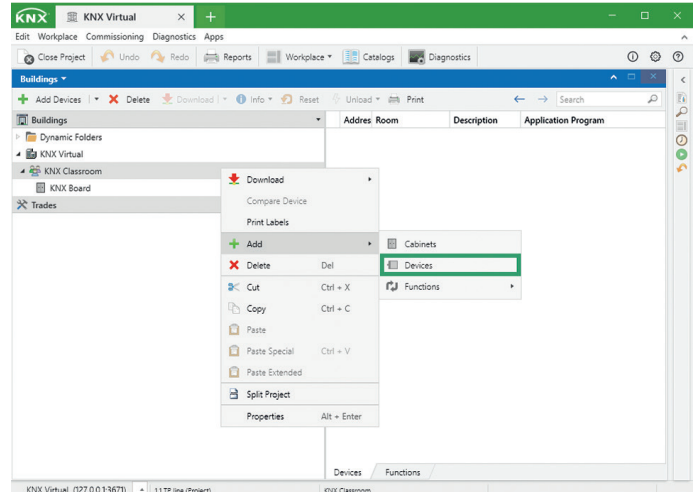 KNX KNX Virtual
Edit Workplace Commissioning Diagnostics Apps
Close Project Undo Redo Reports Workplace Catalogs Diagnostics
Buildings
Add Devices Delete Download Info Reset Unload Print Search
Buildings Addres Room Description Application Program
Dynamic Folders
KNX Virtual
KNX Classroom
KNX Board
Trades
Download
Compare Device
Print Labels
Add
Delete Del
Cut Ctrl + X
Copy Ctrl + C
Paste
Paste Special Ctrl + V
Paste Extended
Split Project
Properties Alt + Enter
Cabinets
Devices
Functions
Devices Functions
KNX Virtual (127.0.0.1:3671) 1.1 TP line (Project) KNX Classroom